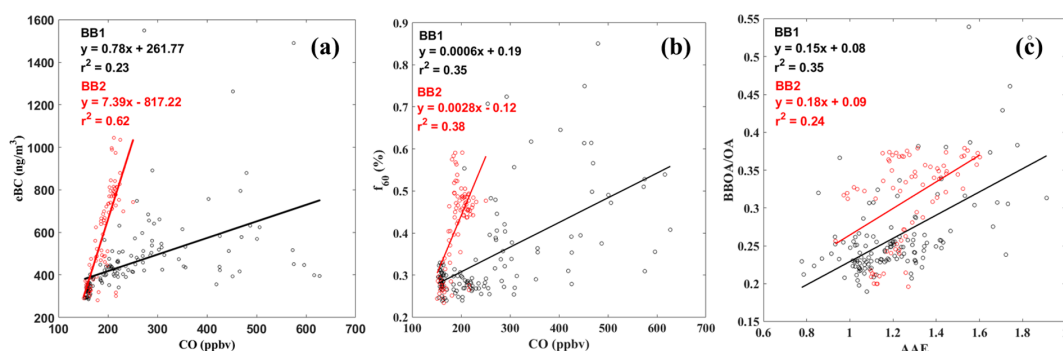 BB1
y = 0.78x + 261.77
r² = 0.23
BB2
y = 7.39x - 817.22
r² = 0.62
(a)
eBC (ng/m³)
1600
1400
1200
1000
800
600
400
200
100 200 300 400 500 600 700
CO (ppbv)
BB1
y = 0.0006x + 0.19
r² = 0.35
BB2
y = 0.0028x - 0.12
r² = 0.38
(b)
f₆₀ (%)
0.9
0.8
0.7
0.6
0.5
0.4
0.3
0.2
100 200 300 400 500 600 700
CO (ppbv)
BB1
y = 0.15x + 0.08
r² = 0.35
BB2
y = 0.18x + 0.09
r² = 0.24
(c)
BBOA/OA
0.55
0.5
0.45
0.4
0.35
0.3
0.25
0.2
0.15
0.6 0.8 1 1.2 1.4 1.6 1.8 2